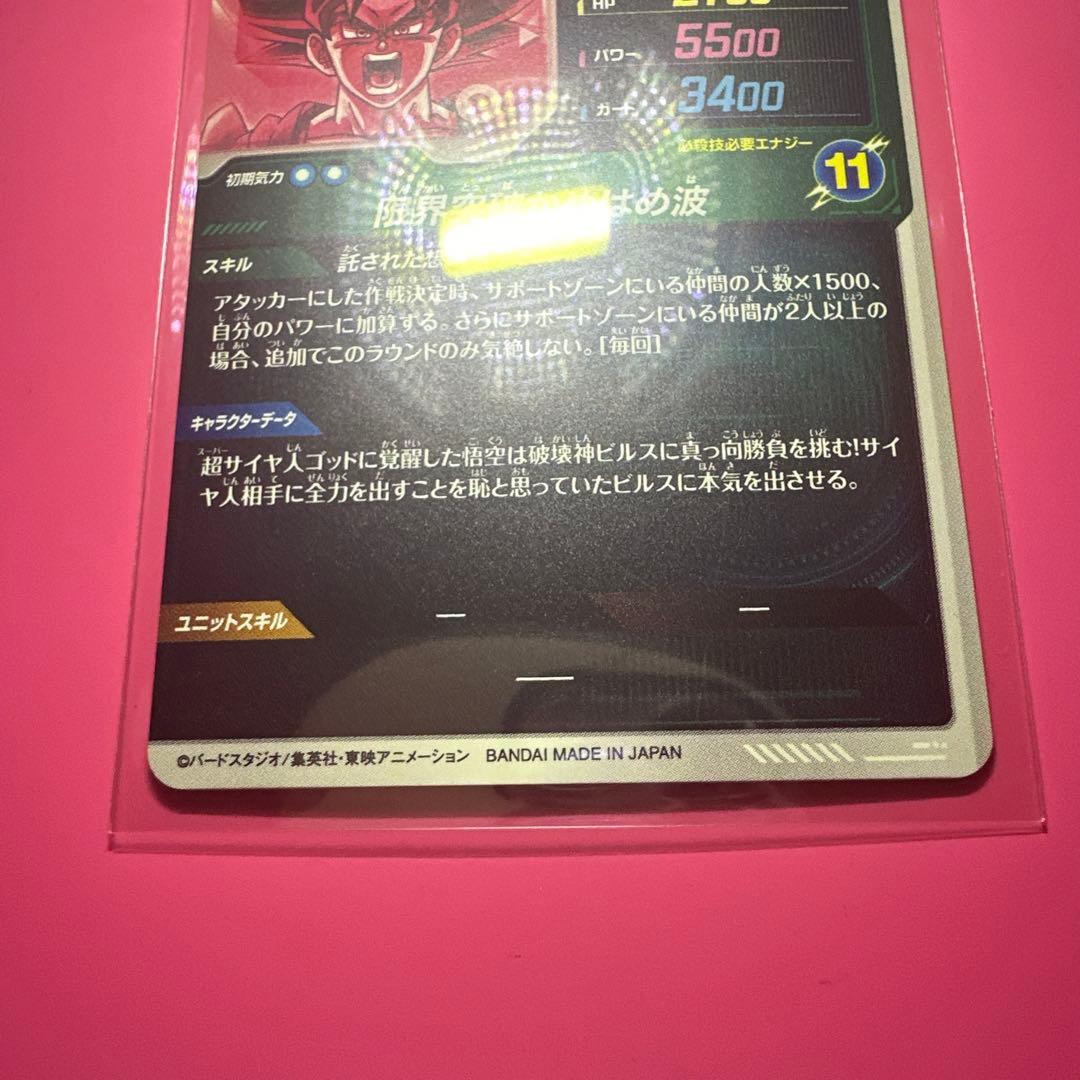 HP
パワー 5500
ガード 3400
必殺技必要エナジー
11
初期気力
限界 はめ波
スキル 託された
アタッカーにした作戦決定時、サポートゾーンにいる仲間の人数×1500、
自分のパワーに加算する。さらにサポートゾーンにいる仲間が2人以上の
場合、追加でこのラウンドのみ気絶しない。[毎回]
キャラクターデータ
超サイヤ人ゴッドに覚醒した悟空は破壊神ビルスに真っ向勝負を挑む!サイ
ヤ人相手に全力を出すことを恥と思っていたビルスに本気を出させる。
ユニットスキル — —
—
©バードスタジオ/集英社・東映アニメーション BANDAI MADE IN JAPAN